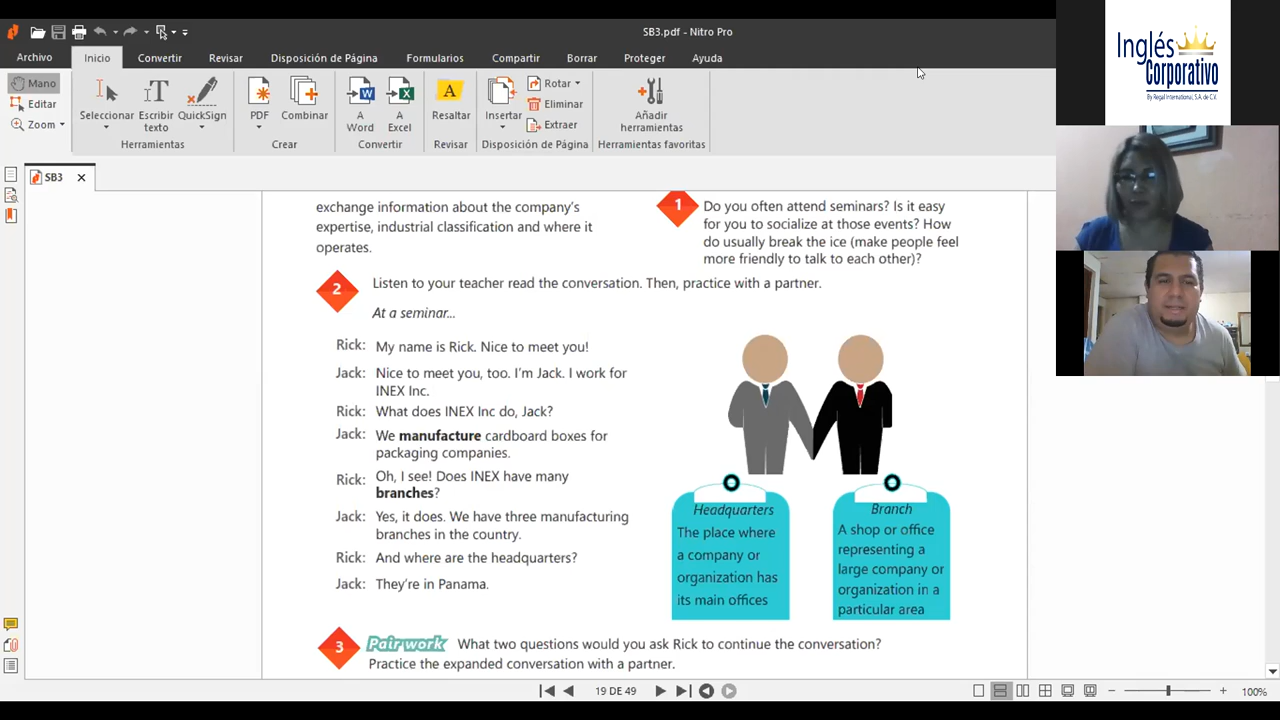 SB3.pdf - Nitro Pro
Archivo
Inicio
Convertir
Revisar
Disposición de Página
Formularios
Compartir
Borrar
Proteger
Ayuda
Mano
Editar
Zoom
Seleccionar
Escribir texto
QuickSign
Herramientas
PDF
Combinar
Crear
A Word
A Excel
Convertir
Resaltar
Revisar
Insertar
Rotar
Eliminar
Extraer
Disposición de Página
Añadir herramientas
Herramientas favoritas
Inglés
Corporativo
By Regal International, S.A. de C.V.
SB3
exchange information about the company's
expertise, industrial classification and where it
operates.
1
Do you often attend seminars? Is it easy
for you to socialize at those events? How
do usually break the ice (make people feel
more friendly to talk to each other)?
2
Listen to your teacher read the conversation. Then, practice with a partner.
At a seminar...
Rick: My name is Rick. Nice to meet you!
Jack: Nice to meet you, too. I'm Jack. I work for
INEX Inc.
Rick: What does INEX Inc do, Jack?
Jack: We manufacture cardboard boxes for
packaging companies.
Rick: Oh, I see! Does INEX have many
branches?
Jack: Yes, it does. We have three manufacturing
branches in the country.
Rick: And where are the headquarters?
Jack: They're in Panama.
Headquarters
The place where
a company or
organization has
its main offices
Branch
A shop or office
representing a
large company or
organization in a
particular area
3
Pair work What two questions would you ask Rick to continue the conversation?
Practice the expanded conversation with a partner.
19 DE 49
100%